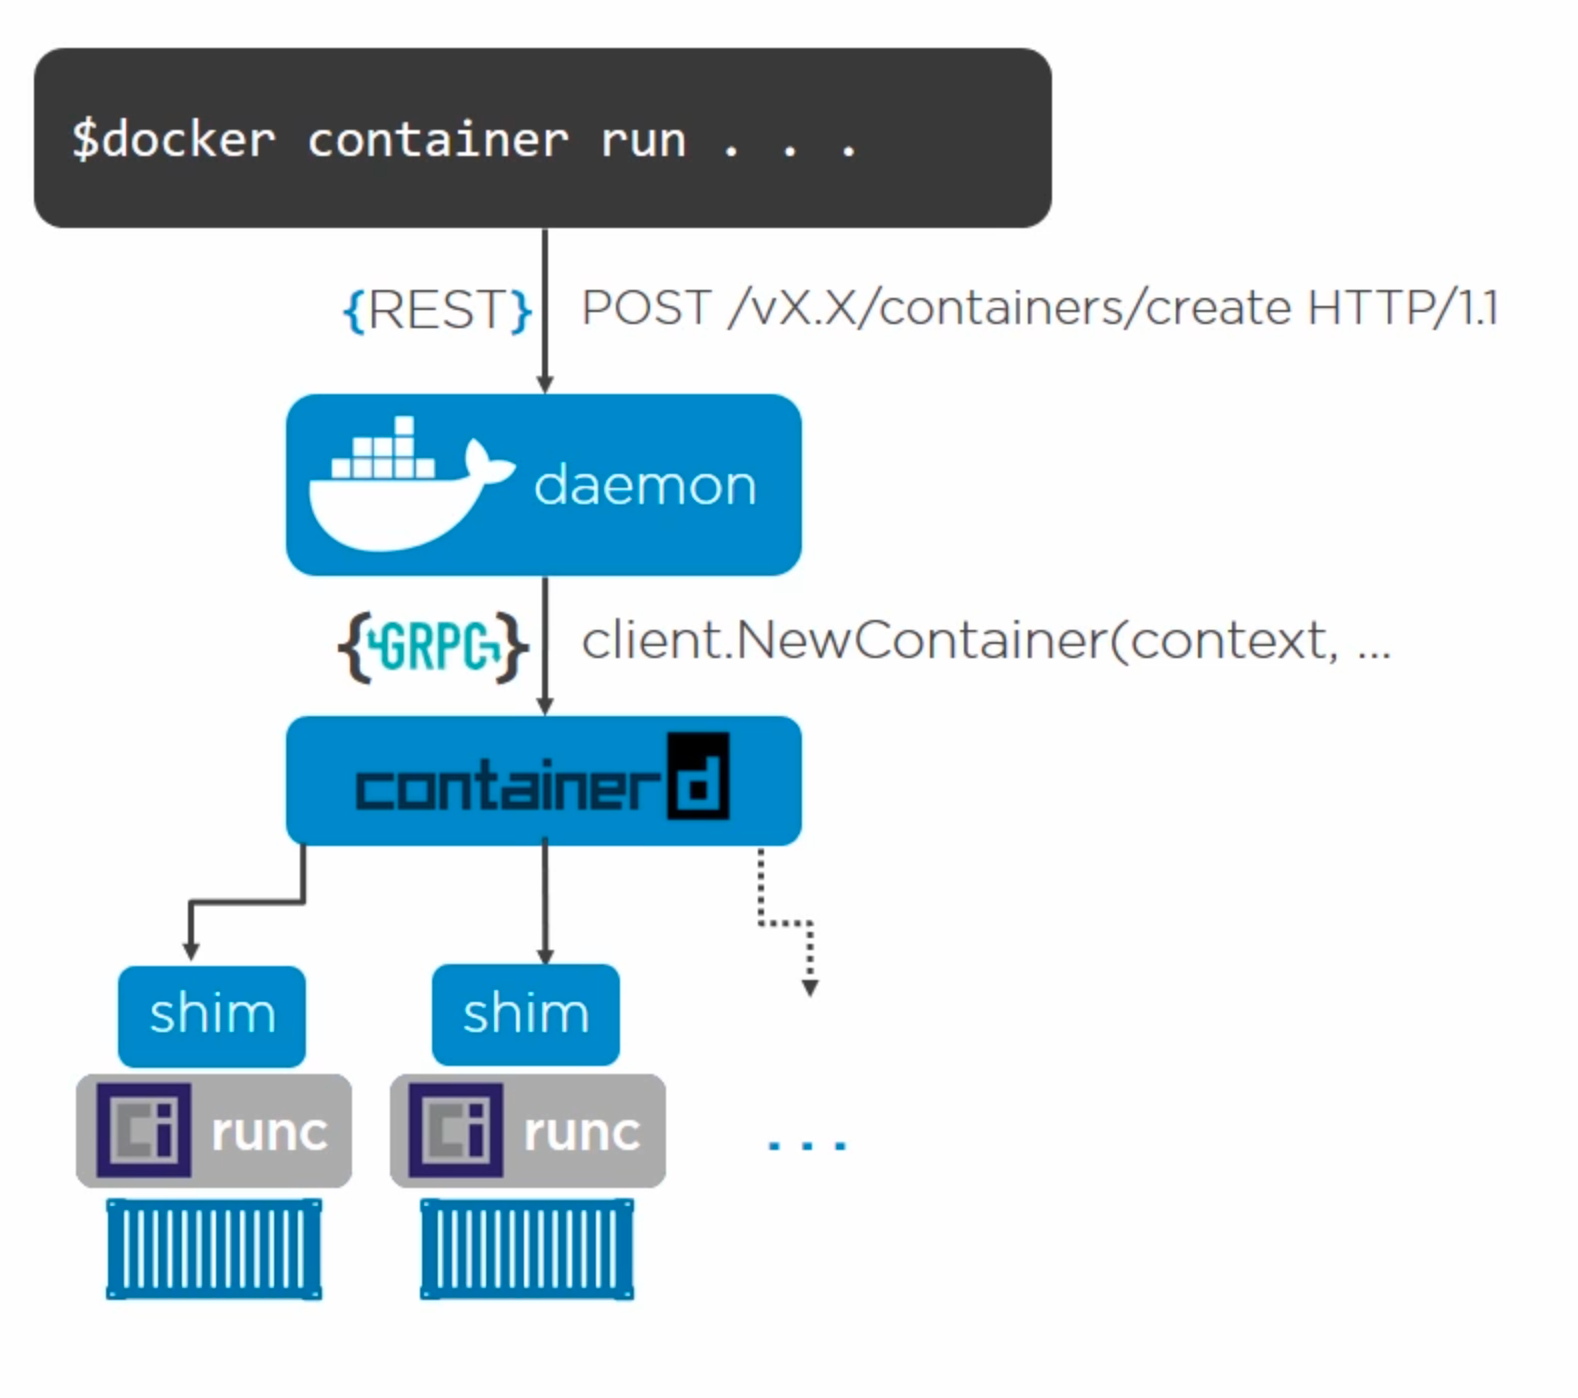 $docker container run . . .
{REST} POST /vX.X/containers/create HTTP/1.1
daemon
{GRPC} client.NewContainer(context, ...
containerd
shim shim
runc runc
. . .